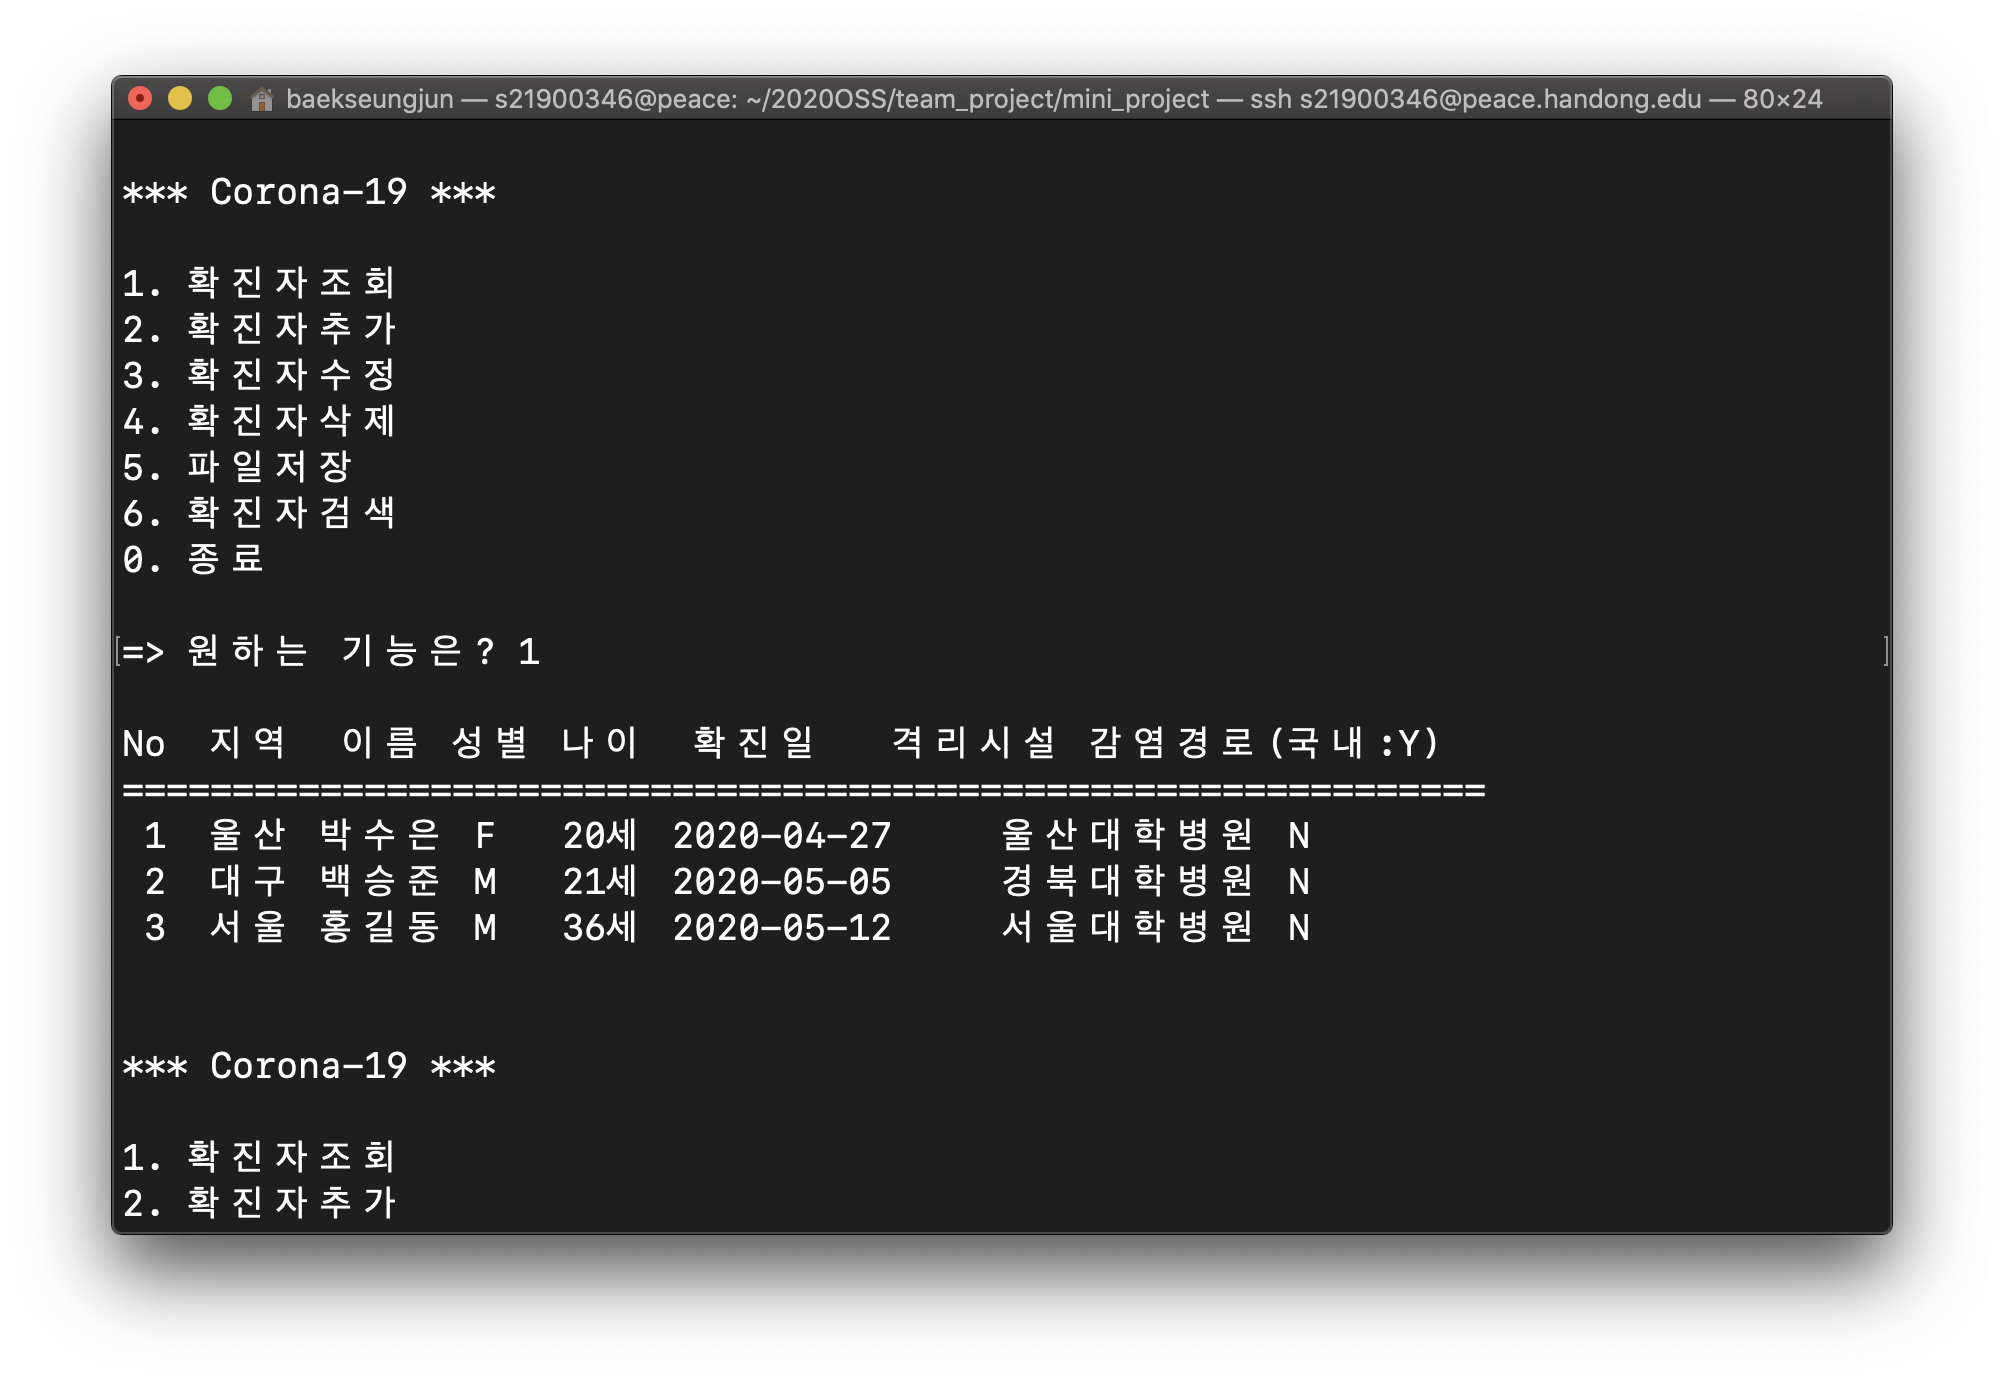 baekseungjun — s21900346@peace: ~/2020OSS/team_project/mini_project — ssh s21900346@peace.handong.edu — 80×24
*** Corona-19 ***
1. 확진자조회
2. 확진자추가
3. 확진자수정
4. 확진자삭제
5. 파일저장
6. 확진자검색
0. 종료
=> 원하는 기능은? 1
No 지역 이름 성별 나이 확진일 격리시설 감염경로(국내:Y)
==============================================================
1 울산 박수은 F 20세 2020-04-27 울산대학병원 N
2 대구 백승준 M 21세 2020-05-05 경북대학병원 N
3 서울 홍길동 M 36세 2020-05-12 서울대학병원 N
*** Corona-19 ***
1. 확진자조회
2. 확진자추가